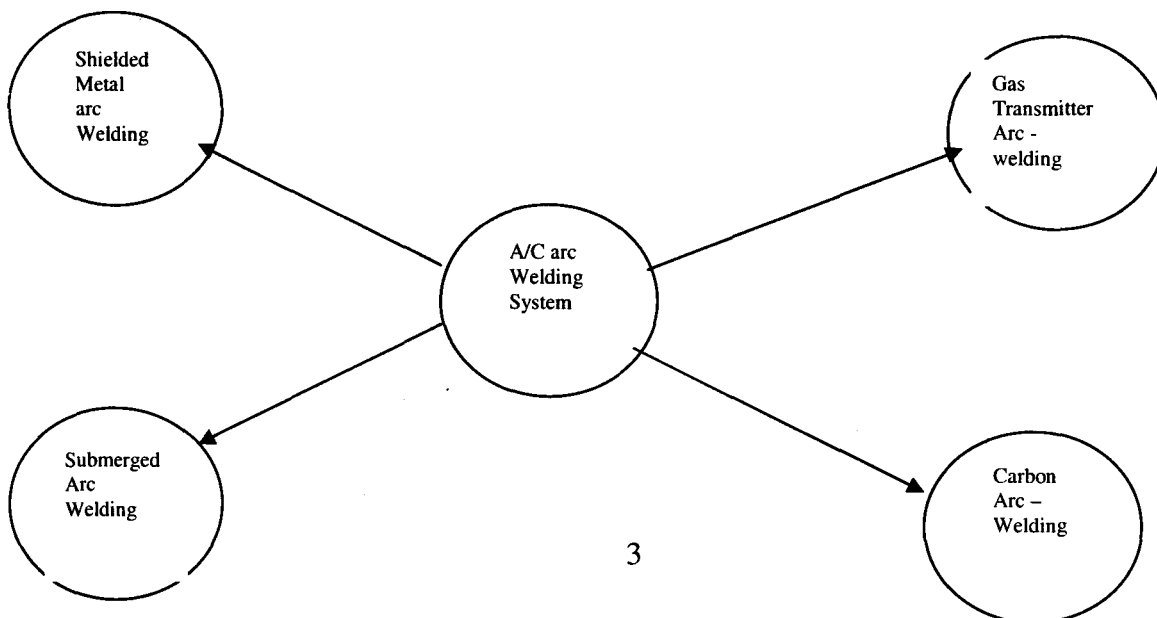 Shielded
Metal
arc
Welding
Gas
Transmitter
Arc -
welding
A/C arc
Welding
System
Submerged
Arc
Welding
Carbon
Arc –
Welding
3